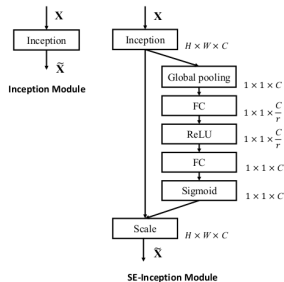 X
Inception
X̃
Inception Module
X
Inception
H × W × C
Global pooling
1 × 1 × C
FC
1 × 1 × C/r
ReLU
1 × 1 × C/r
FC
1 × 1 × C
Sigmoid
1 × 1 × C
Scale
H × W × C
X̃
SE-Inception Module